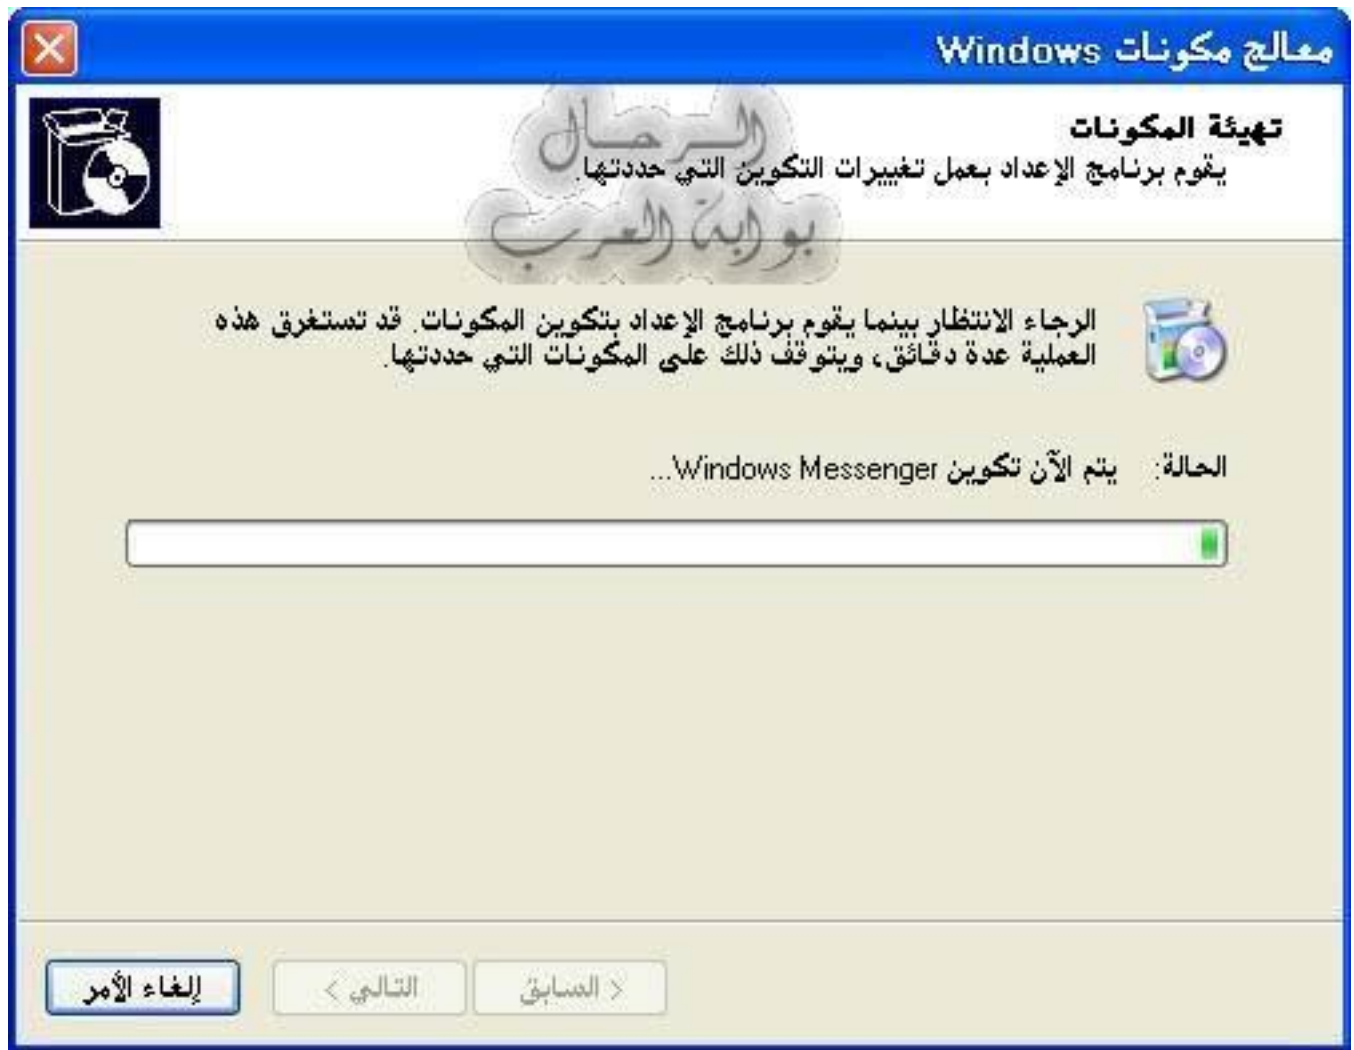 معالج مكونات Windows
تهيئة المكونات
يقوم برنامج الإعداد بعمل تغييرات التكوين التي حددتها.
الرحال
بوابة العرب
الرجاء الانتظار بينما يقوم برنامج الإعداد بتكوين المكونات. قد تستغرق هذه
العملية عدة دقائق، ويتوقف ذلك على المكونات التي حددتها.
الحالة: يتم الآن تكوين Windows Messenger...
< السابق
التالي >
إلغاء الأمر